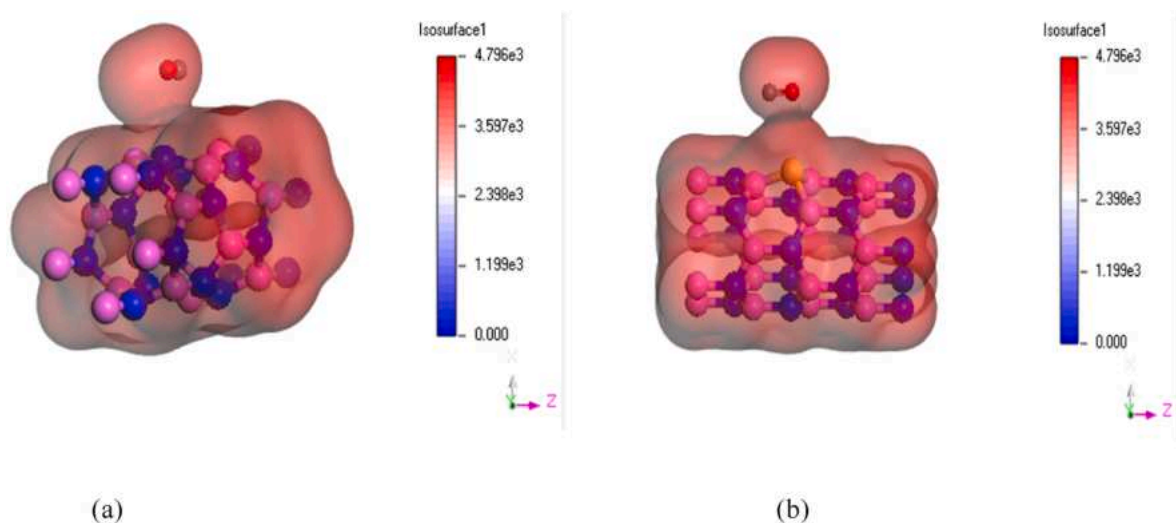 Isosurface1
4.796e3
3.597e3
2.398e3
1.199e3
0.000
Z
(a)
Isosurface1
4.796e3
3.597e3
2.398e3
1.199e3
0.000
Z
(b)